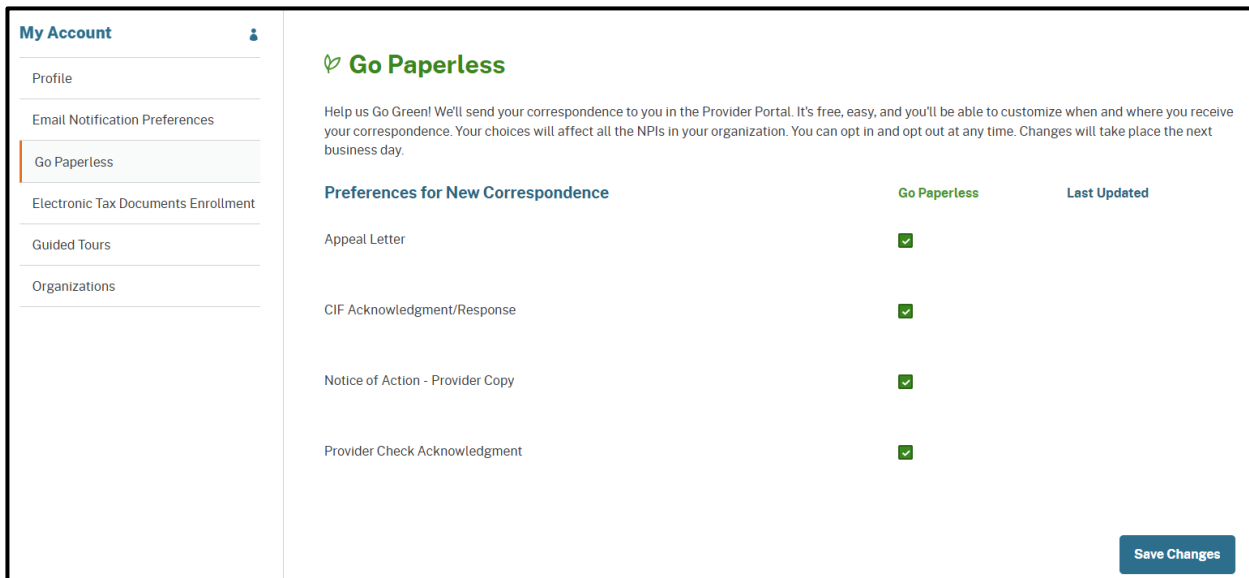 My Account
Profile
Email Notification Preferences
Go Paperless
Electronic Tax Documents Enrollment
Guided Tours
Organizations
Go Paperless
Help us Go Green! We'll send your correspondence to you in the Provider Portal. It's free, easy, and you'll be able to customize when and where you receive
your correspondence. Your choices will affect all the NPIs in your organization. You can opt in and opt out at any time. Changes will take place the next
business day.
Preferences for New Correspondence Go Paperless Last Updated
Appeal Letter
CIF Acknowledgment/Response
Notice of Action - Provider Copy
Provider Check Acknowledgment
Save Changes